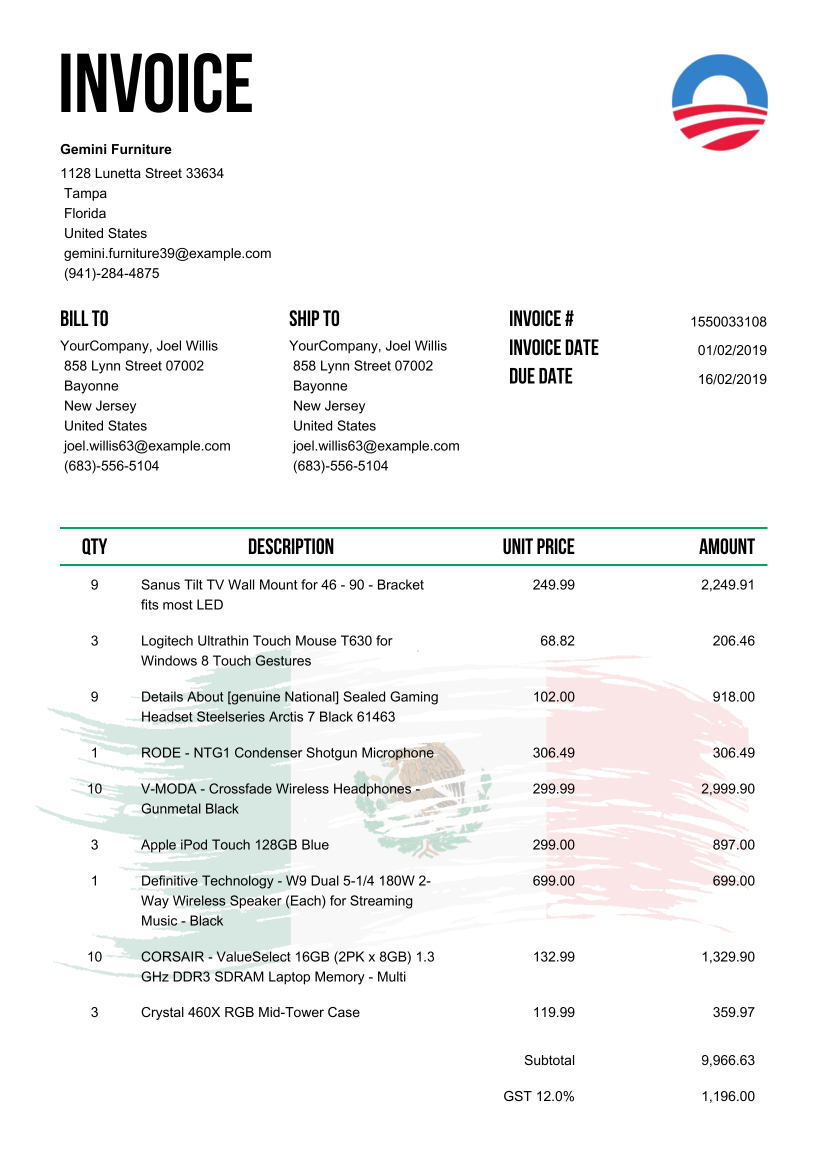 INVOICE
Gemini Furniture
1128 Lunetta Street 33634
Tampa
Florida
United States
gemini.furniture39@example.com
(941)-284-4875
BILL TO
YourCompany, Joel Willis
858 Lynn Street 07002
Bayonne
New Jersey
United States
joel.willis63@example.com
(683)-556-5104
SHIP TO
YourCompany, Joel Willis
858 Lynn Street 07002
Bayonne
New Jersey
United States
joel.willis63@example.com
(683)-556-5104
INVOICE # 1550033108
INVOICE DATE 01/02/2019
DUE DATE 16/02/2019
QTY DESCRIPTION UNIT PRICE AMOUNT
9 Sanus Tilt TV Wall Mount for 46 - 90 - Bracket 249.99 2,249.91
fits most LED
3 Logitech Ultrathin Touch Mouse T630 for 68.82 206.46
Windows 8 Touch Gestures
9 Details About [genuine National] Sealed Gaming 102.00 918.00
Headset Steelseries Arctis 7 Black 61463
1 RODE - NTG1 Condenser Shotgun Microphone 306.49 306.49
10 V-MODA - Crossfade Wireless Headphones - 299.99 2,999.90
Gunmetal Black
3 Apple iPod Touch 128GB Blue 299.00 897.00
1 Definitive Technology - W9 Dual 5-1/4 180W 2- 699.00 699.00
Way Wireless Speaker (Each) for Streaming
Music - Black
10 CORSAIR - ValueSelect 16GB (2PK x 8GB) 1.3 132.99 1,329.90
GHz DDR3 SDRAM Laptop Memory - Multi
3 Crystal 460X RGB Mid-Tower Case 119.99 359.97
Subtotal 9,966.63
GST 12.0% 1,196.00